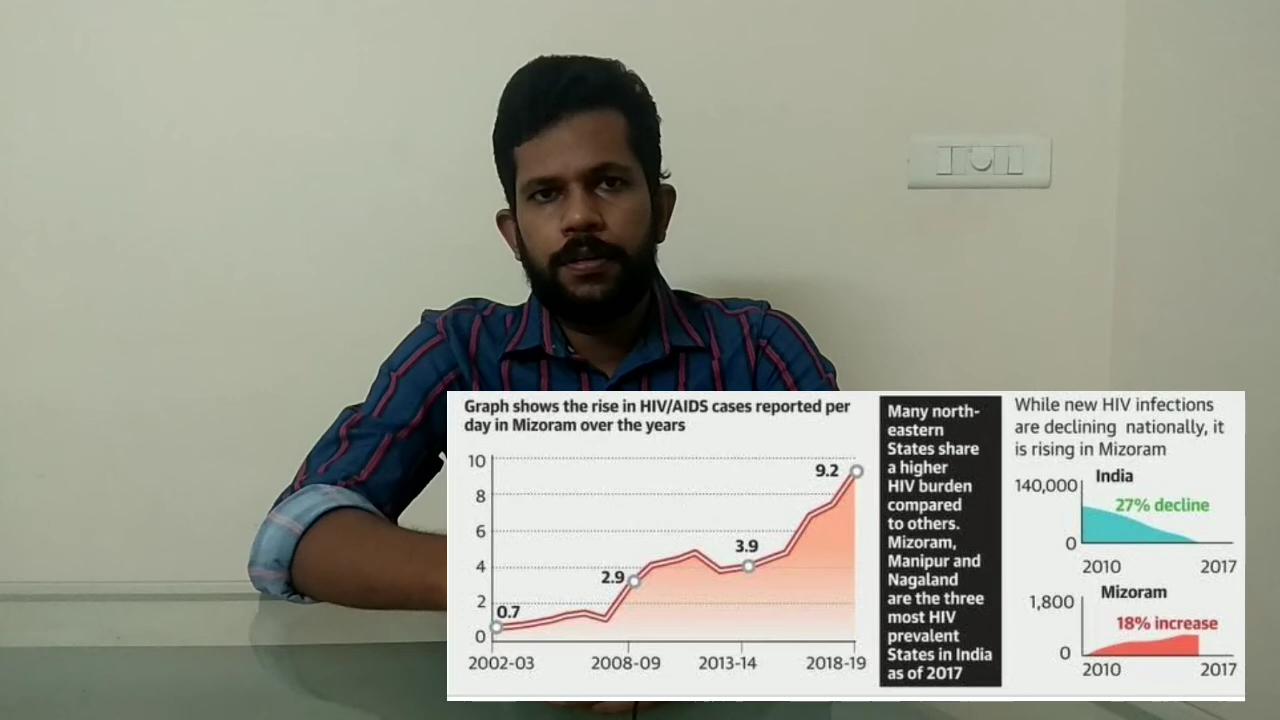 Graph shows the rise in HIV/AIDS cases reported per
day in Mizoram over the years
10
8
6
4
2
0
0.7
2.9
3.9
9.2
2002-03
2008-09
2013-14
2018-19
Many north-
eastern
States share
a higher
HIV burden
compared
to others.
Mizoram,
Manipur and
Nagaland
are the three
most HIV
prevalent
States in India
as of 2017
While new HIV infections
are declining nationally, it
is rising in Mizoram
India
140,000
27% decline
0
2010
2017
Mizoram
1,800
18% increase
0
2010
2017